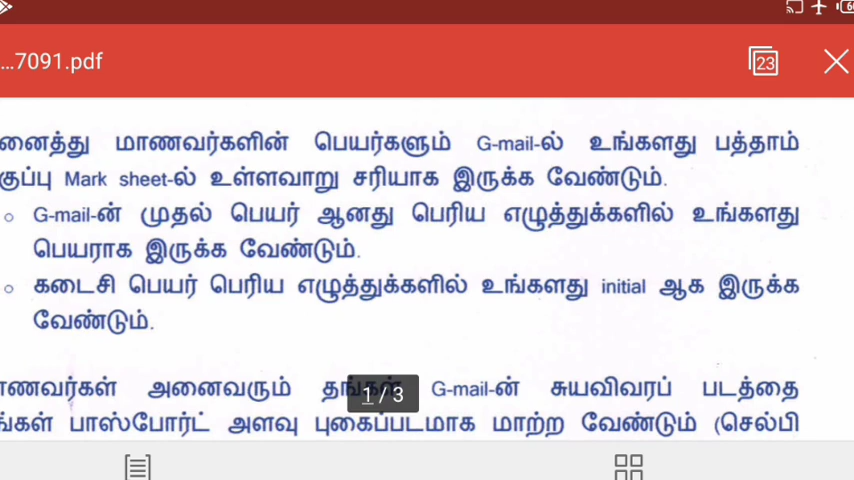 ...7091.pdf
23
னைத்து மாணவர்களின் பெயர்களும் G-mail-ல் உங்களது பத்தாம்
குப்பு Mark sheet-ல் உள்ளவாறு சரியாக இருக்க வேண்டும்.
○ G-mail-ன் முதல் பெயர் ஆனது பெரிய எழுத்துக்களில் உங்களது
பெயராக இருக்க வேண்டும்.
○ கடைசி பெயர் பெரிய எழுத்துக்களில் உங்களது initial ஆக இருக்க
வேண்டும்.
ாணவர்கள் அனைவரும் தங்கள் G-mail-ன் சுயவிவரப் படத்தை
1 / 3
ங்கள் பாஸ்போர்ட் அளவு புகைப்படமாக மாற்ற வேண்டும் (செல்பி